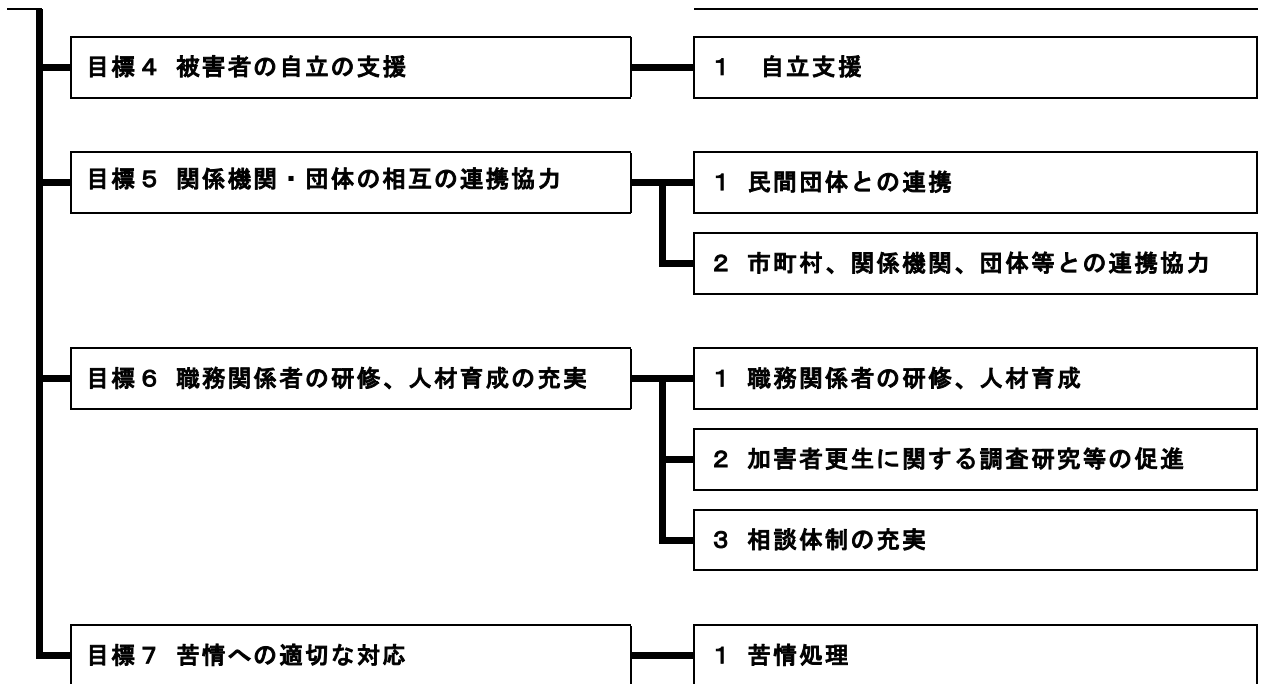 目標４ 被害者の自立の支援
１ 自立支援
目標５ 関係機関・団体の相互の連携協力
１ 民間団体との連携
２ 市町村、関係機関、団体等との連携協力
目標６ 職務関係者の研修、人材育成の充実
１ 職務関係者の研修、人材育成
２ 加害者更生に関する調査研究等の促進
３ 相談体制の充実
目標７ 苦情への適切な対応
１ 苦情処理